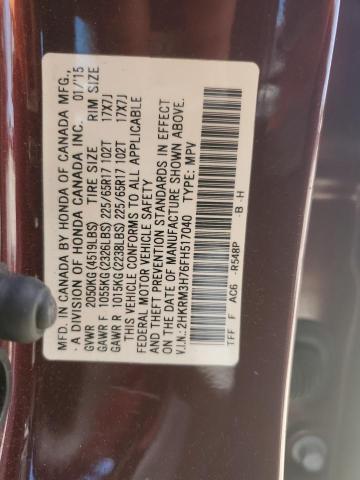 MFD. IN CANADA BY HONDA OF CANADA MFG.,
- A DIVISION OF HONDA CANADA INC. 01/'15
GVWR 2050KG (4519LBS) TIRE SIZE RIM SIZE
GAWR F 1055KG (2326LBS) 225/65R17 102T 17X7J
GAWR R 1015KG (2238LBS) 225/65R17 102T 17X7J
THIS VEHICLE CONFORMS TO ALL APPLICABLE
FEDERAL MOTOR VEHICLE SAFETY
AND THEFT PREVENTION STANDARDS IN EFFECT
ON THE DATE OF MANUFACTURE SHOWN ABOVE.
V.I.N.: 2HKRM3H76FH517040 TYPE: MPV
TFF F AC6 -R548P -B -H